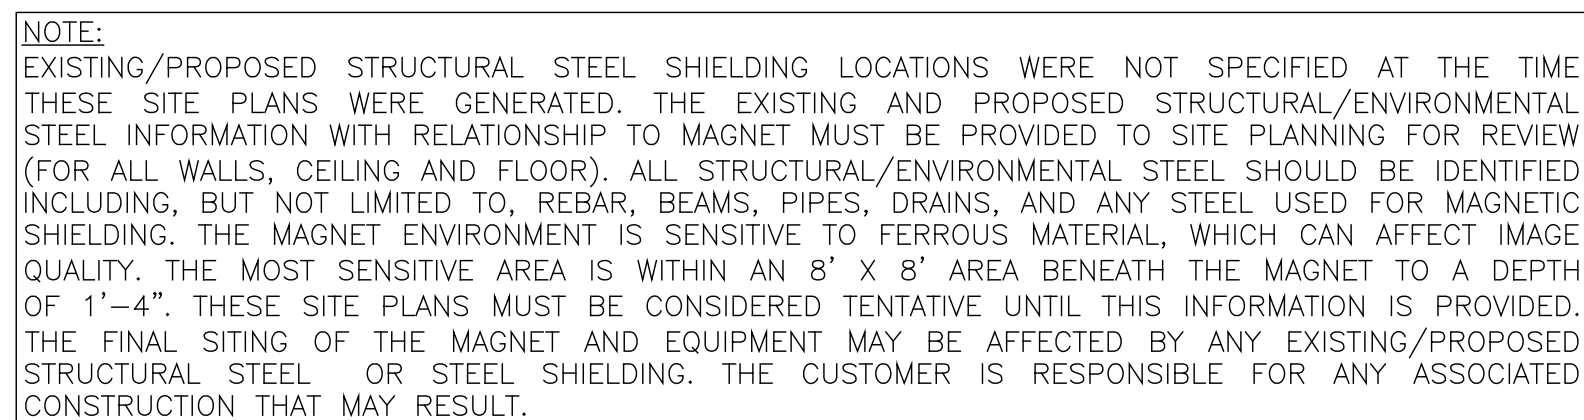 NOTE:
EXISTING/PROPOSED STRUCTURAL STEEL SHIELDING LOCATIONS WERE NOT SPECIFIED AT THE TIME
THESE SITE PLANS WERE GENERATED. THE EXISTING AND PROPOSED STRUCTURAL/ENVIRONMENTAL
STEEL INFORMATION WITH RELATIONSHIP TO MAGNET MUST BE PROVIDED TO SITE PLANNING FOR REVIEW
(FOR ALL WALLS, CEILING AND FLOOR). ALL STRUCTURAL/ENVIRONMENTAL STEEL SHOULD BE IDENTIFIED
INCLUDING, BUT NOT LIMITED TO, REBAR, BEAMS, PIPES, DRAINS, AND ANY STEEL USED FOR MAGNETIC
SHIELDING. THE MAGNET ENVIRONMENT IS SENSITIVE TO FERROUS MATERIAL, WHICH CAN AFFECT IMAGE
QUALITY. THE MOST SENSITIVE AREA IS WITHIN AN 8' X 8' AREA BENEATH THE MAGNET TO A DEPTH
OF 1'-4". THESE SITE PLANS MUST BE CONSIDERED TENTATIVE UNTIL THIS INFORMATION IS PROVIDED.
THE FINAL SITING OF THE MAGNET AND EQUIPMENT MAY BE AFFECTED BY ANY EXISTING/PROPOSED
STRUCTURAL STEEL OR STEEL SHIELDING. THE CUSTOMER IS RESPONSIBLE FOR ANY ASSOCIATED
CONSTRUCTION THAT MAY RESULT.